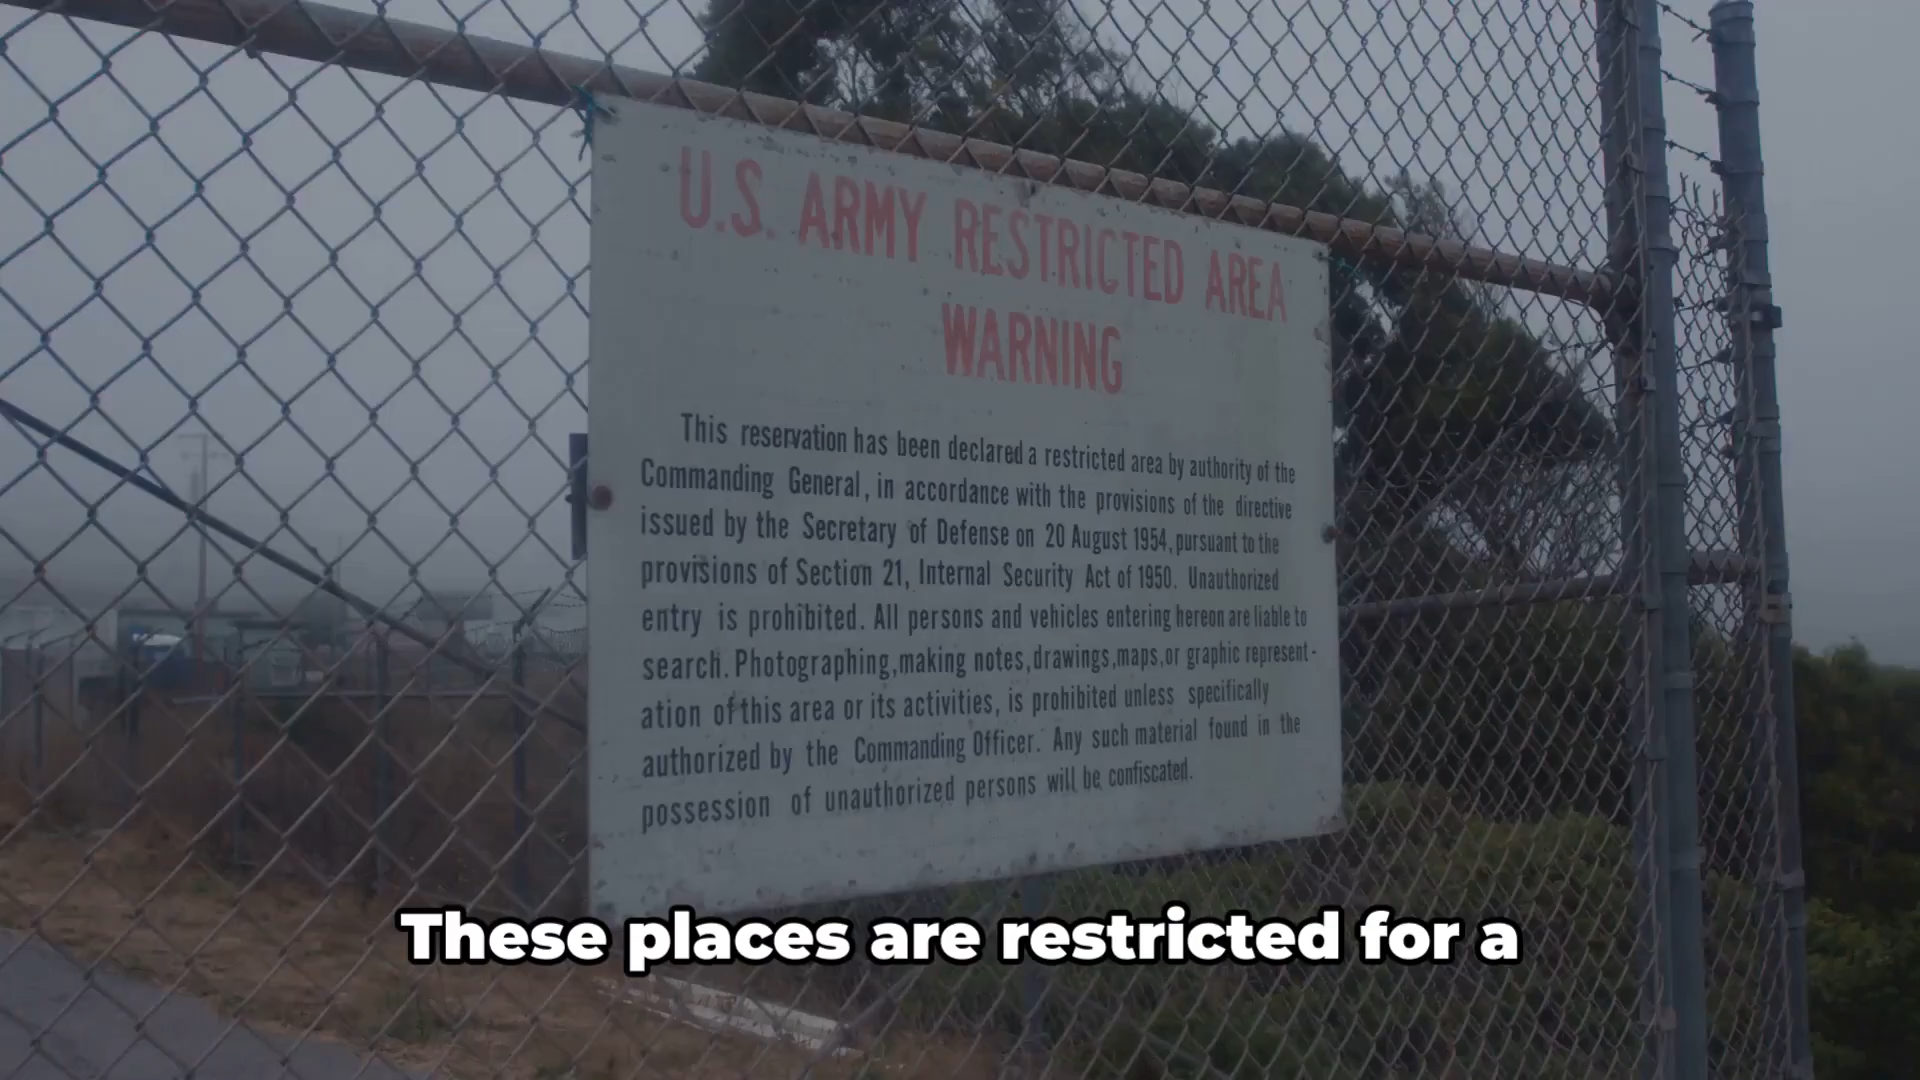 U.S. ARMY RESTRICTED AREA
WARNING
This reservation has been declared a restricted area by authority of the
Commanding General, in accordance with the provisions of the directive
issued by the Secretary of Defense on 20 August 1954, pursuant to the
provisions of Section 21, Internal Security Act of 1950. Unauthorized
entry is prohibited. All persons and vehicles entering hereon are liable to
search. Photographing, making notes, drawings, maps, or graphic represent-
ation of this area or its activities, is prohibited unless specifically
authorized by the Commanding Officer. Any such material found in the
possession of unauthorized persons will be confiscated.
These places are restricted for a